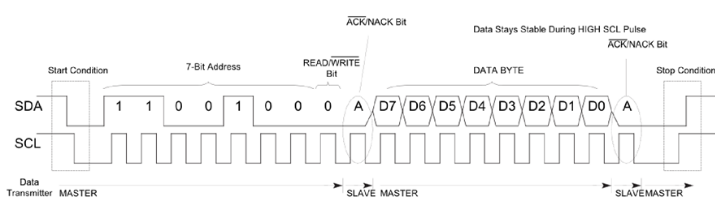 ACK/NACK Bit
Data Stays Stable During HIGH SCL Pulse
ACK/NACK Bit
Start Condition
7-Bit Address
READ/WRITE
Bit
DATA BYTE
Stop Condition
SDA 1 1 0 0 1 0 0 0 A D7 D6 D5 D4 D3 D2 D1 D0 A
SCL
Data
Transmitter MASTER SLAVE MASTER SLAVE MASTER